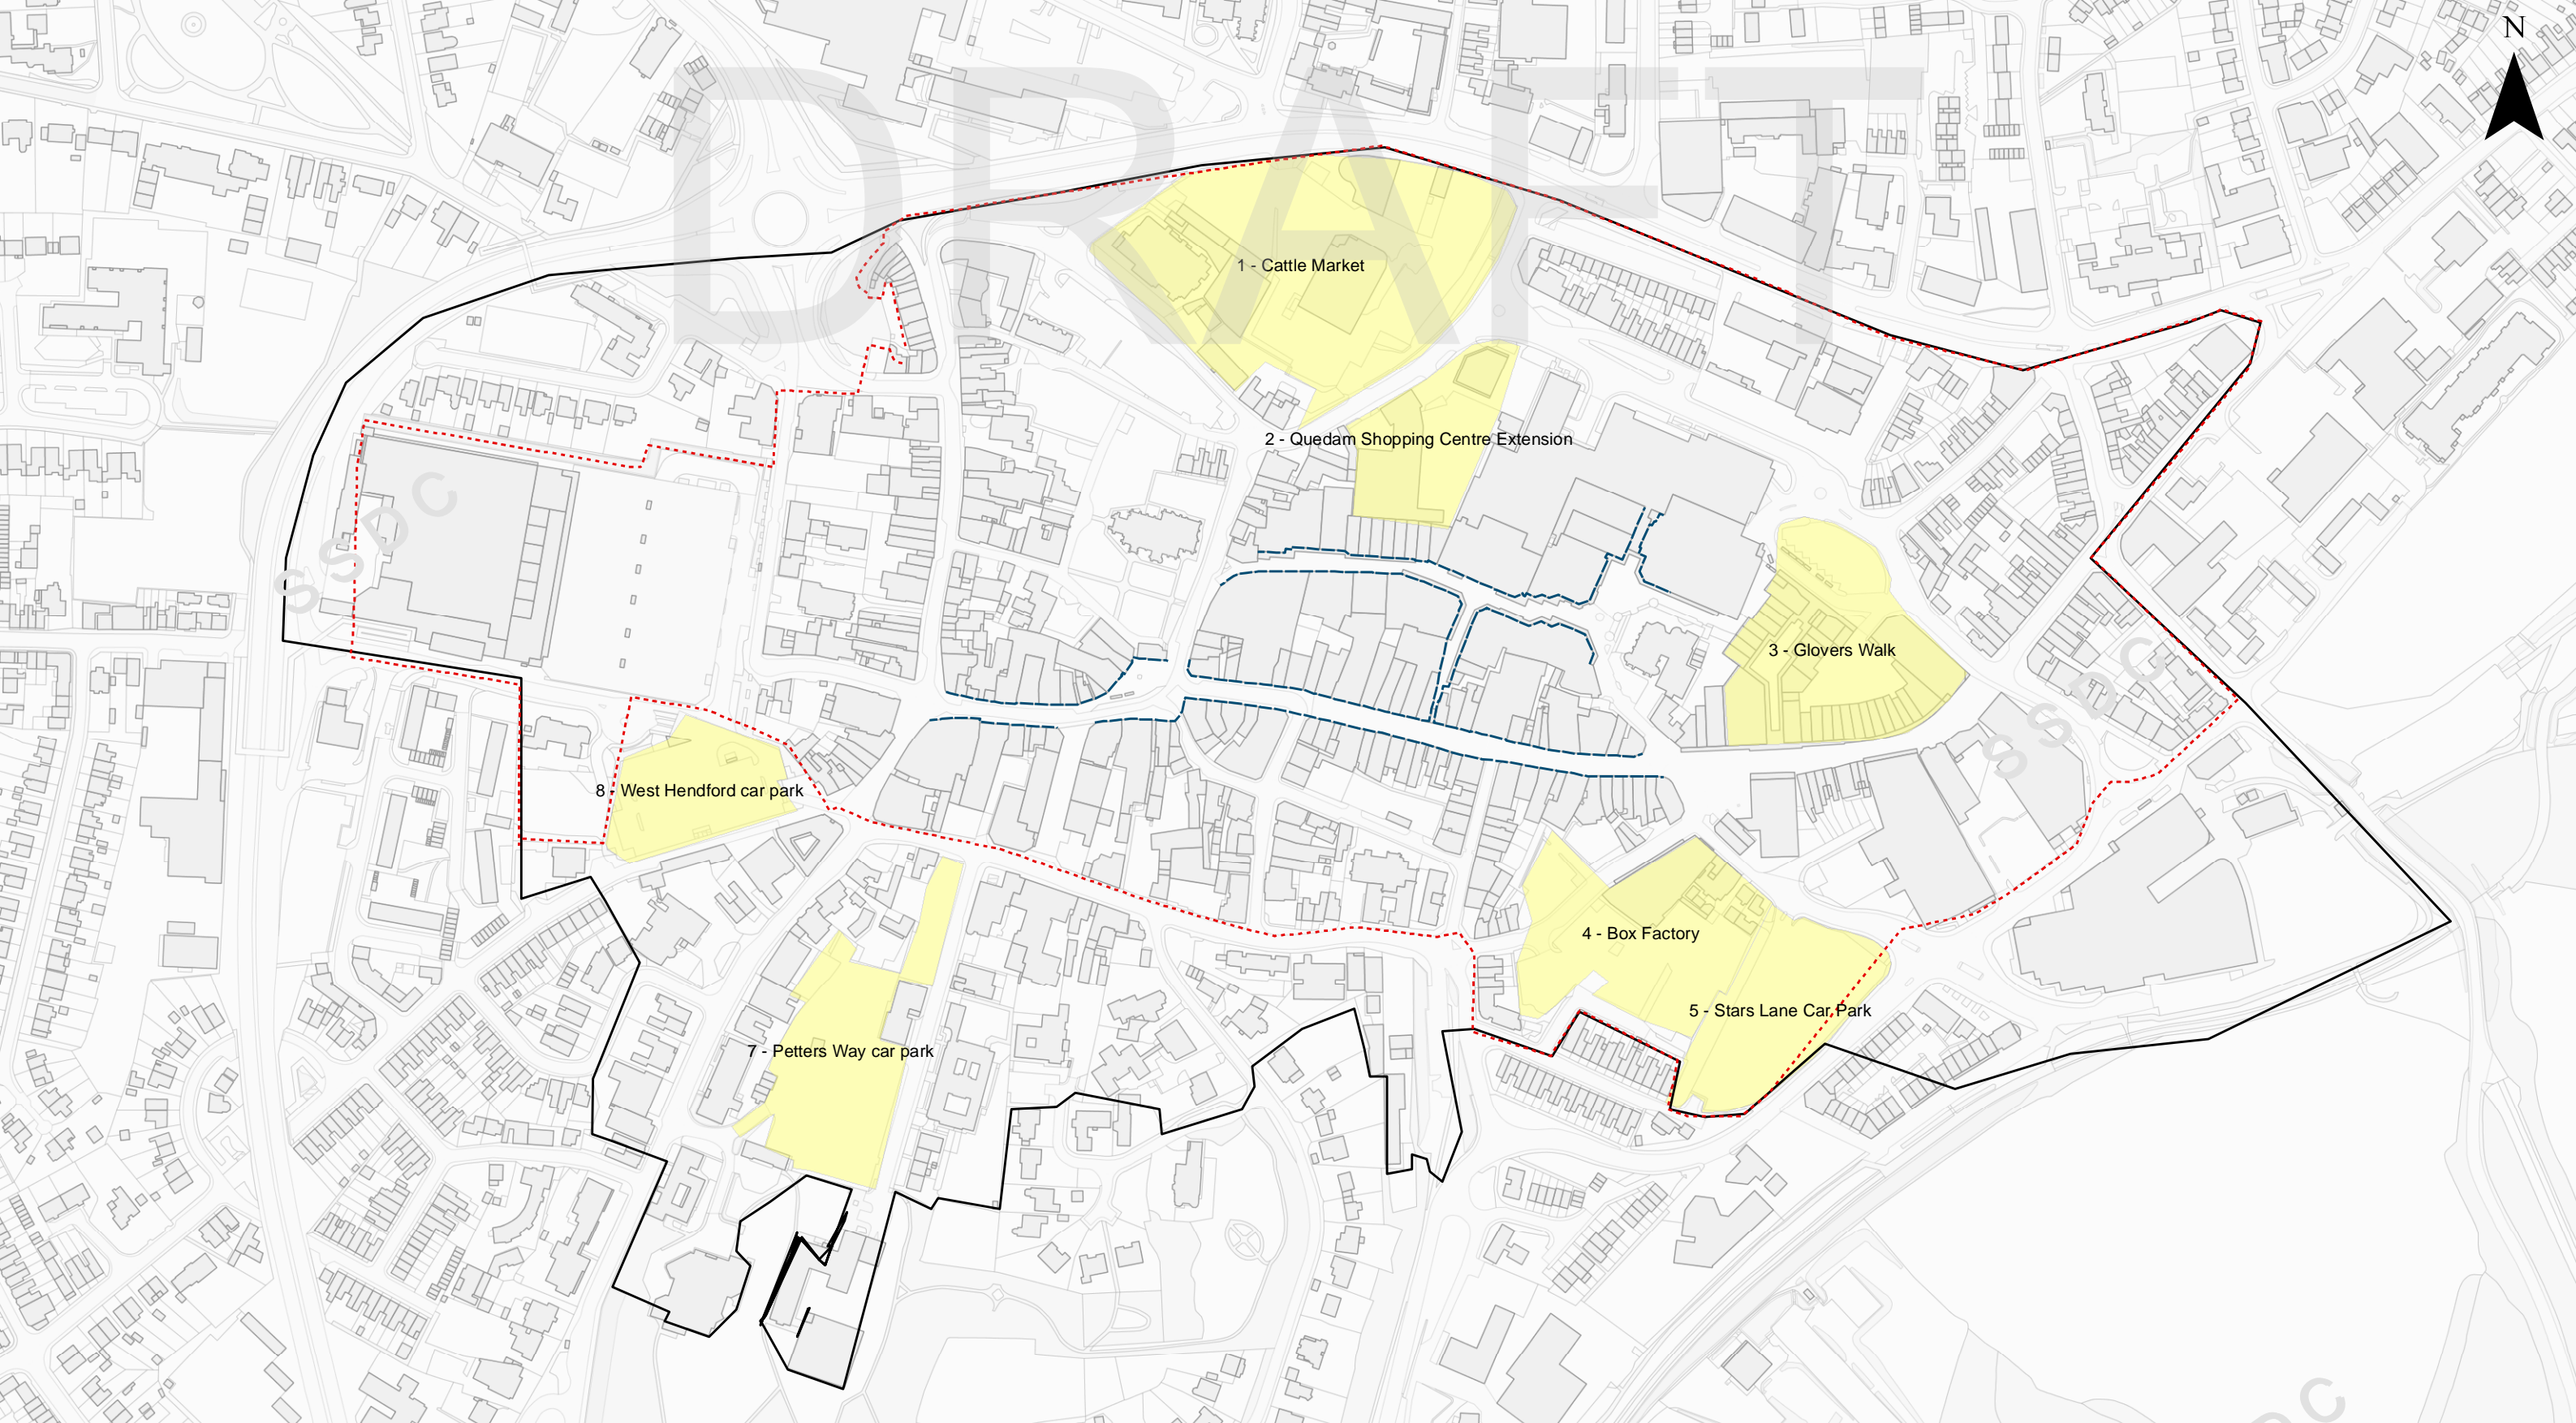 N
DRAFT
1 - Cattle Market
2 - Quedam Shopping Centre Extension
SSDC
3 - Glovers Walk
SSDC
8 - West Hendford car park
4 - Box Factory
5 - Stars Lane Car Park
7 - Petters Way car park
DC